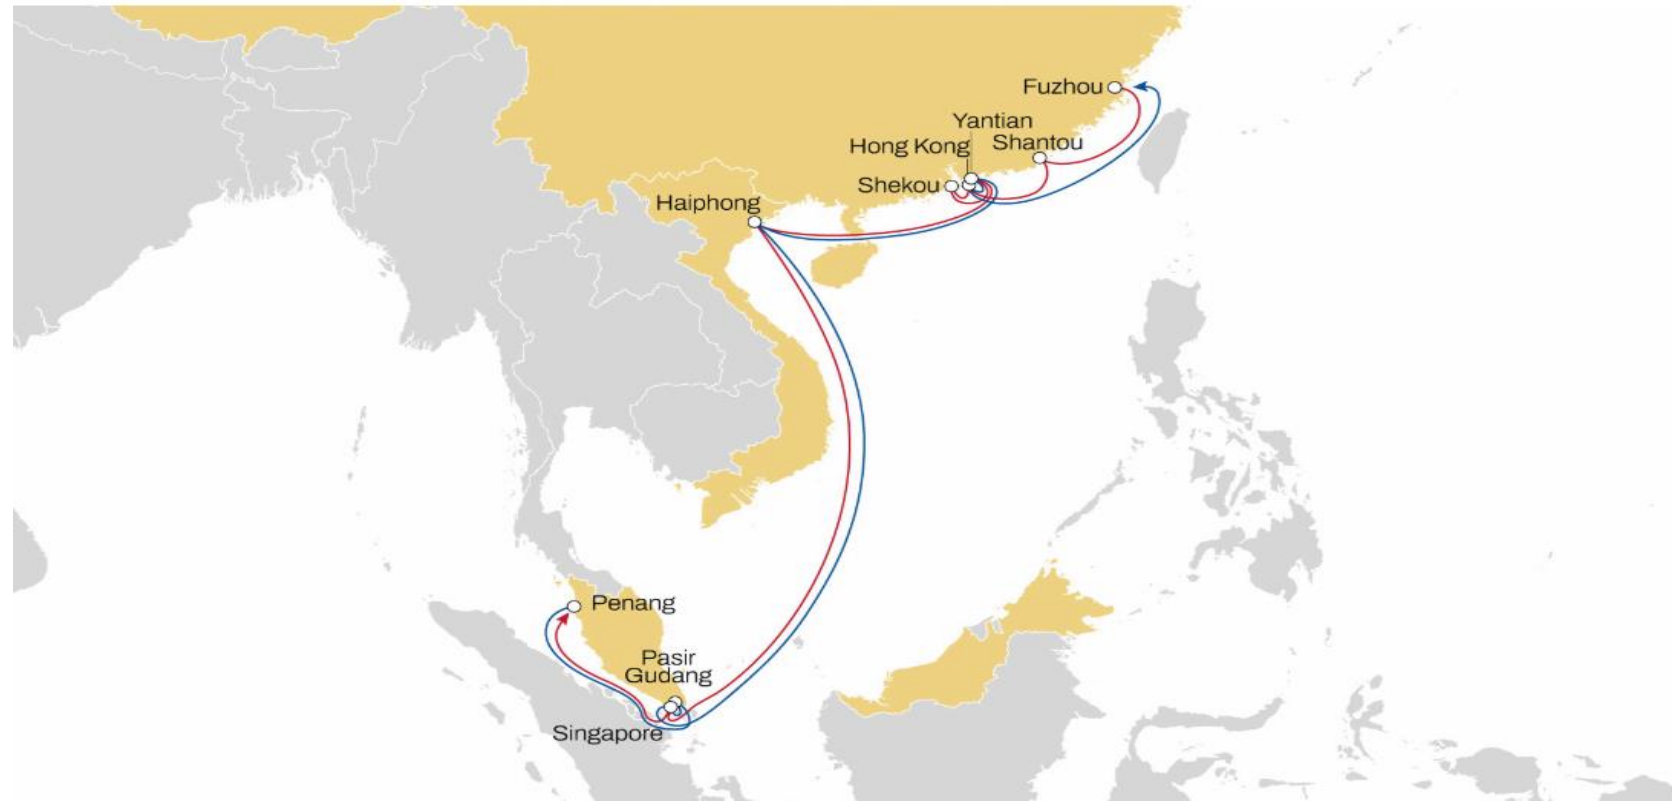 Fuzhou
Yantian
Hong Kong
Shantou
Shekou
Haiphong
Penang
Pasir
Gudang
Singapore